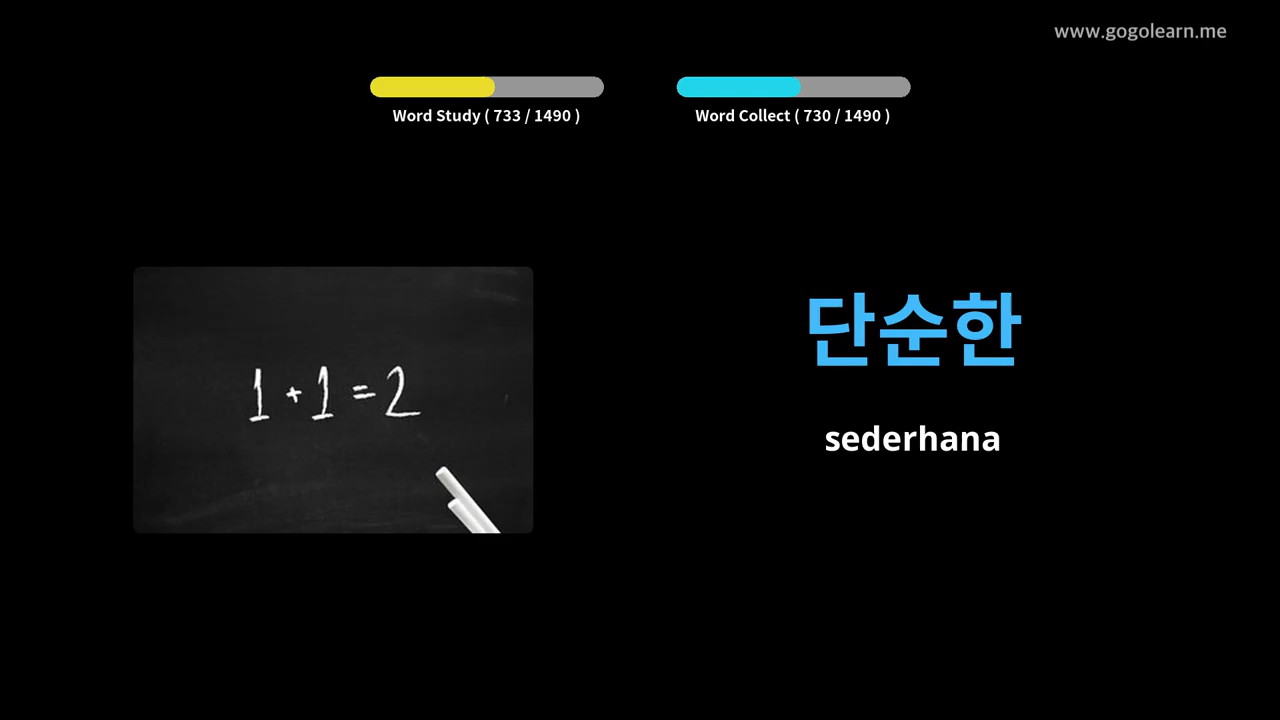 www.gogolearn.me
Word Study ( 733 / 1490 )
Word Collect ( 730 / 1490 )
1 + 1 = 2
단순한
sederhana